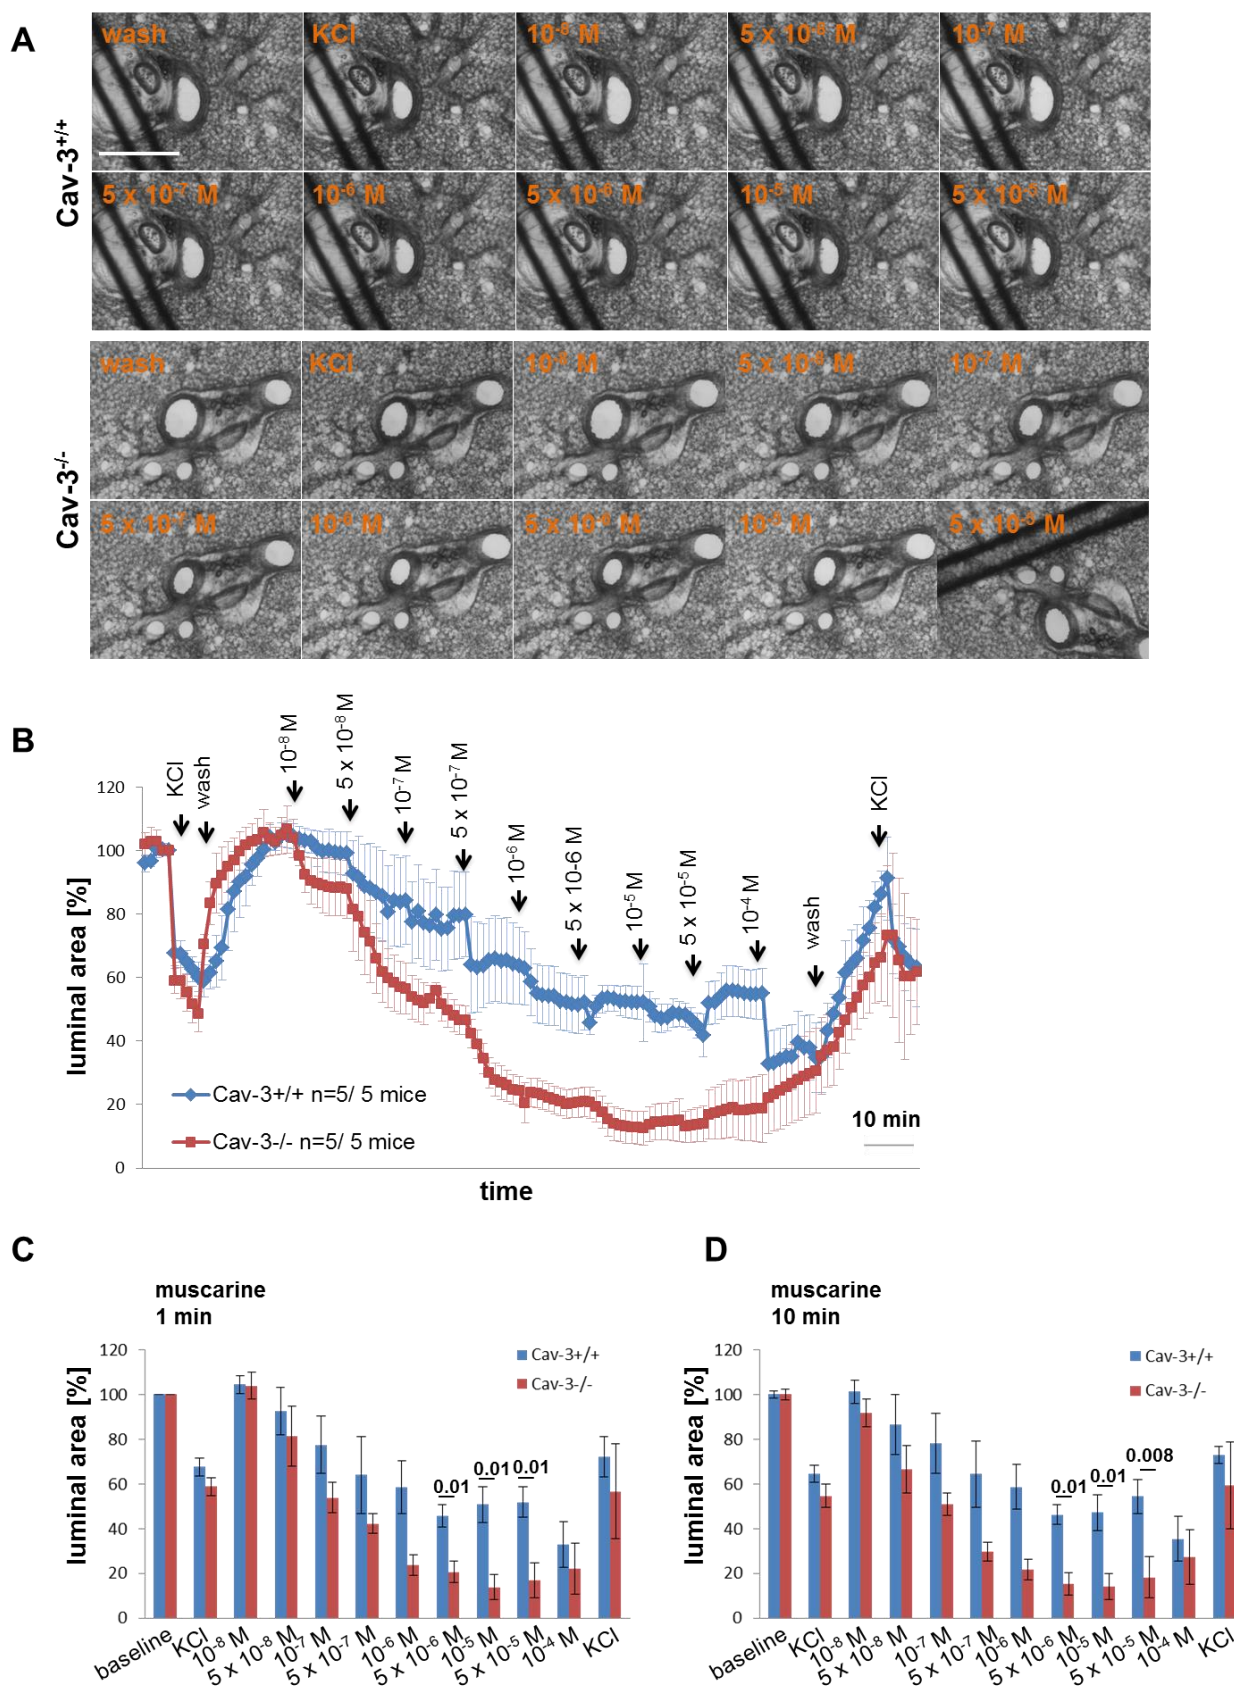 A
Cav-3+/+
wash
KCl
10-8 M
5 x 10-8 M
10-7 M
5 x 10-7 M
10-6 M
5 x 10-6 M
10-5 M
5 x 10-5 M
Cav-3-/-
wash
KCl
10-8 M
5 x 10-8 M
10-7 M
5 x 10-7 M
10-6 M
5 x 10-6 M
10-5 M
5 x 10-5 M
B
luminal area [%]
120
100
80
60
40
20
0
KCl
wash
10-8 M
5 x 10-8 M
10-7 M
5 x 10-7 M
10-6 M
5 x 10-6 M
10-5 M
5 x 10-5 M
10-4 M
wash
KCl
Cav-3+/+ n=5/ 5 mice
Cav-3-/- n=5/ 5 mice
10 min
time
C
muscarine
1 min
luminal area [%]
120
100
80
60
40
20
0
Cav-3+/+
Cav-3-/-
0.01
0.01
0.01
baseline
KCl
10-8 M
5 x 10-8 M
10-7 M
5 x 10-7 M
10-6 M
5 x 10-6 M
10-5 M
5 x 10-5 M
10-4 M
KCl
D
muscarine
10 min
luminal area [%]
120
100
80
60
40
20
0
Cav-3+/+
Cav-3-/-
0.01
0.01
0.008
baseline
KCl
10-8 M
5 x 10-8 M
10-7 M
5 x 10-7 M
10-6 M
5 x 10-6 M
10-5 M
5 x 10-5 M
10-4 M
KCl